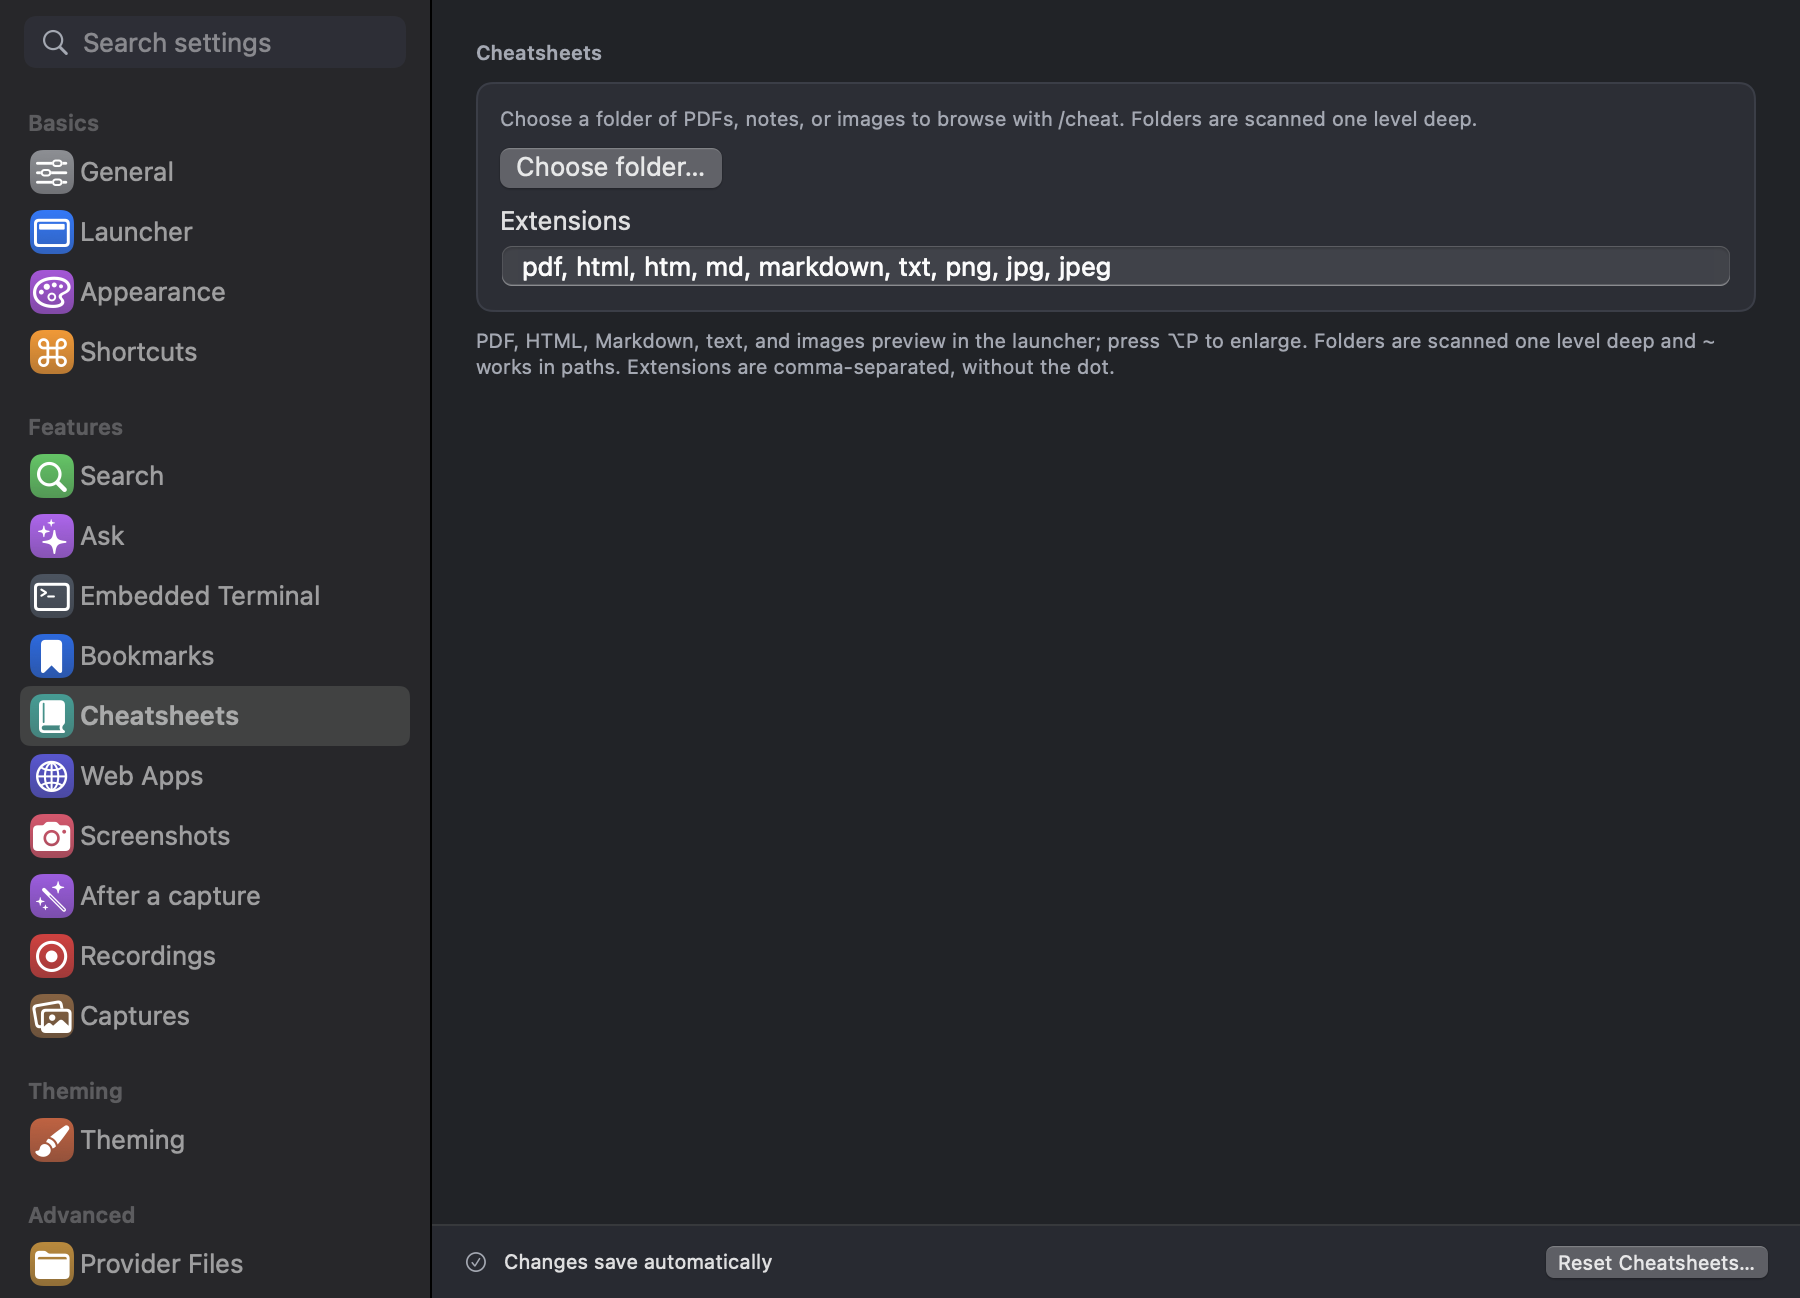 Search settings
Basics
General
Launcher
Appearance
Shortcuts
Features
Search
Ask
Embedded Terminal
Bookmarks
Cheatsheets
Web Apps
Screenshots
After a capture
Recordings
Captures
Theming
Theming
Advanced
Provider Files
Cheatsheets
Choose a folder of PDFs, notes, or images to browse with /cheat. Folders are scanned one level deep.
Choose folder...
Extensions
pdf, html, htm, md, markdown, txt, png, jpg, jpeg
PDF, HTML, Markdown, text, and images preview in the launcher; press ⌥P to enlarge. Folders are scanned one level deep and ~
works in paths. Extensions are comma-separated, without the dot.
Changes save automatically
Reset Cheatsheets...